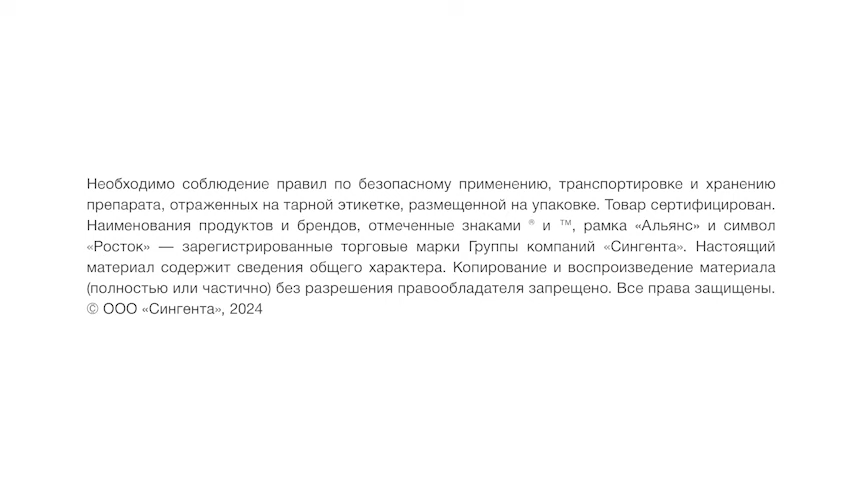 Необходимо соблюдение правил по безопасному применению, транспортировке и хранению
препарата, отраженных на тарной этикетке, размещенной на упаковке. Товар сертифицирован.
Наименования продуктов и брендов, отмеченные знаками ® и ™, рамка «Альянс» и символ
«Росток» — зарегистрированные торговые марки Группы компаний «Сингента». Настоящий
материал содержит сведения общего характера. Копирование и воспроизведение материала
(полностью или частично) без разрешения правообладателя запрещено. Все права защищены.
© ООО «Сингента», 2024